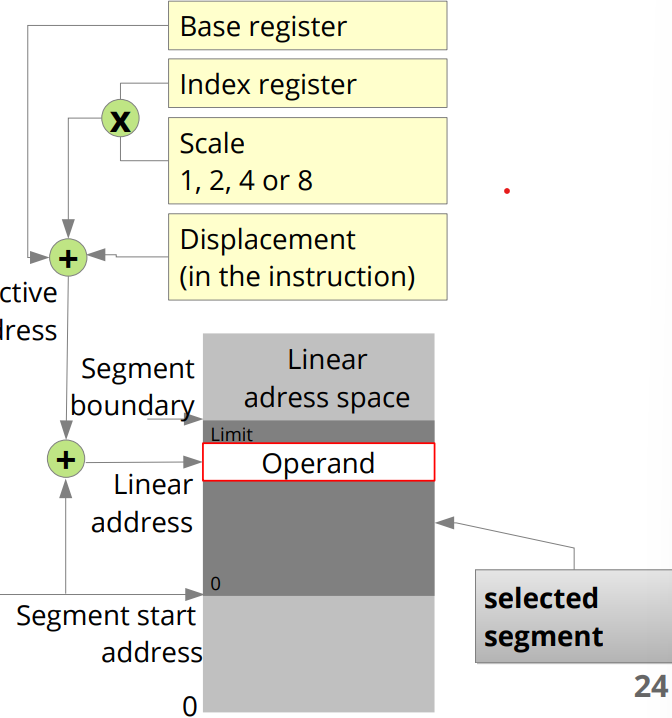 Base register
Index register
x
Scale
1, 2, 4 or 8
Displacement
(in the instruction)
+
ctive
dress
Linear
adress space
Segment
boundary
Limit
Operand
+
Linear
address
0
selected
segment
Segment start
address
0
24